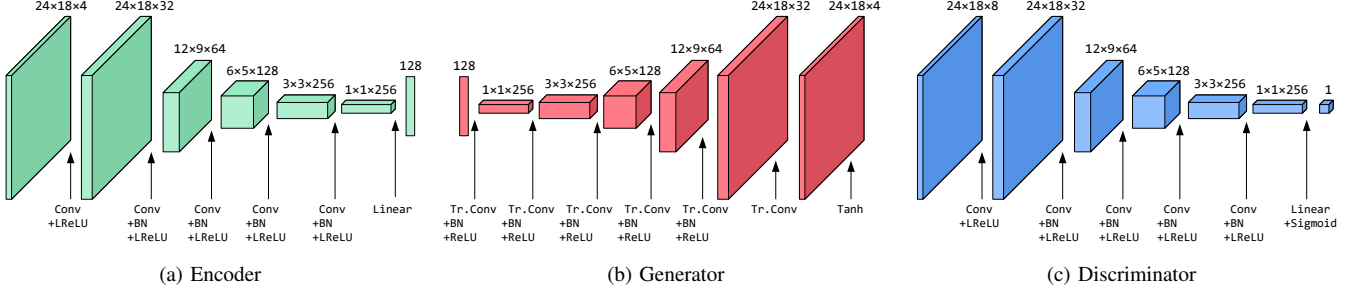 24×18×4 24×18×32
12×9×64
6×5×128
3×3×256
1×1×256
128
Conv
+LReLU
Conv
+BN
+LReLU
Conv
+BN
+LReLU
Conv
+BN
+LReLU
Conv
+BN
+LReLU
Linear
(a) Encoder
128
1×1×256
3×3×256
6×5×128
12×9×64
24×18×32 24×18×4
Tr.Conv
+BN
+ReLU
Tr.Conv
+BN
+ReLU
Tr.Conv
+BN
+ReLU
Tr.Conv
+BN
+ReLU
Tr.Conv
+BN
+ReLU
Tr.Conv
Tanh
(b) Generator
24×18×8 24×18×32
12×9×64
6×5×128
3×3×256
1×1×256
1
Conv
+LReLU
Conv
+BN
+LReLU
Conv
+BN
+LReLU
Conv
+BN
+LReLU
Conv
+BN
+LReLU
Linear
+Sigmoid
(c) Discriminator